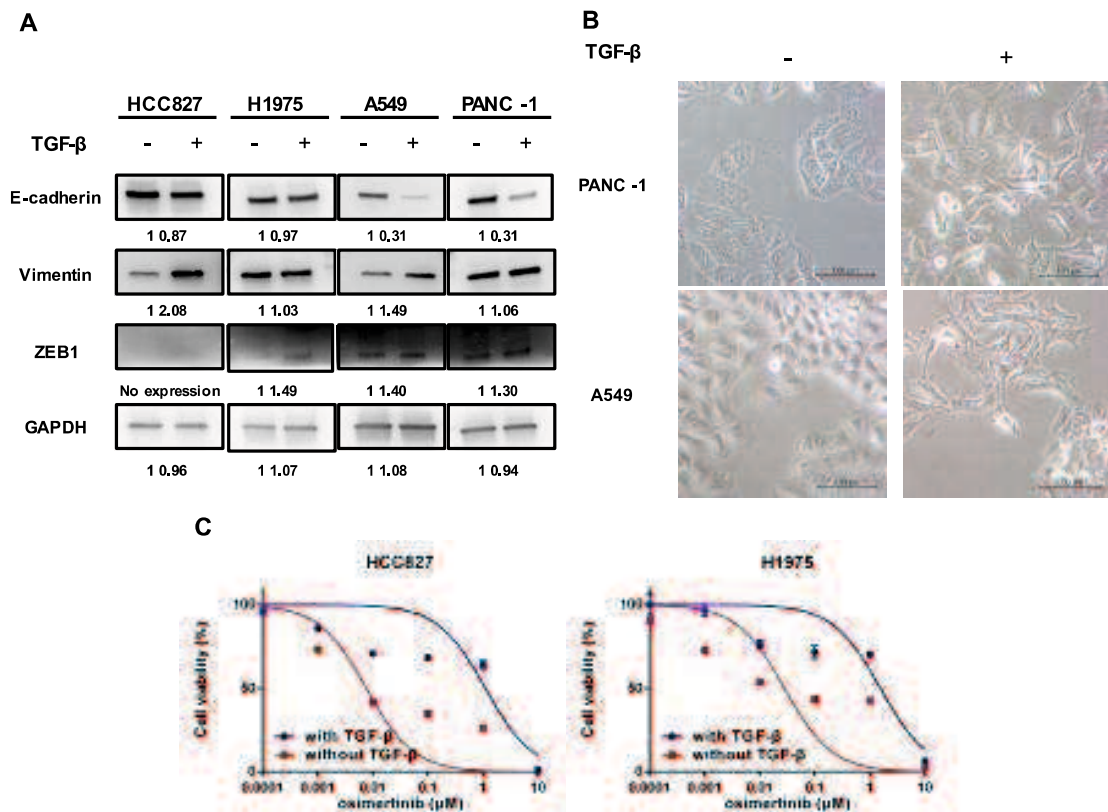 A
HCC827 H1975 A549 PANC -1
TGF-β - + - + - + - +
E-cadherin
1 0.87 1 0.97 1 0.31 1 0.31
Vimentin
1 2.08 1 1.03 1 1.49 1 1.06
ZEB1
No expression 1 1.49 1 1.40 1 1.30
GAPDH
1 0.96 1 1.07 1 1.08 1 0.94
B
TGF-β - +
PANC -1
A549
C
HCC827
Cell viability (%)
100
50
0
with TGF-β
without TGF-β
0.0001 0.001 0.01 0.1 1 10
osimertinib (μM)
H1975
Cell viability (%)
100
50
0
with TGF-β
without TGF-β
0.0001 0.001 0.01 0.1 1 10
osimertinib (μM)